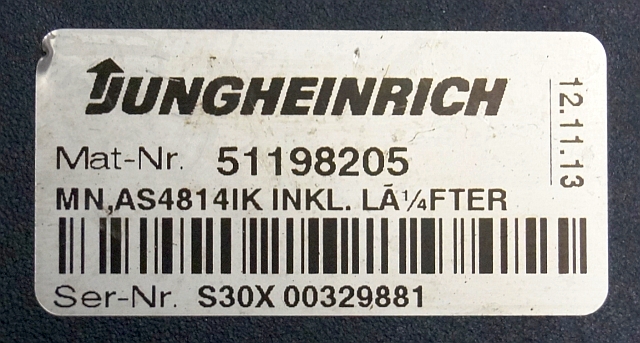 JUNGHEINRICH
Mat-Nr. 51198205
MN,AS4814IK INKL. LÃ¼FTER
Ser-Nr. S30X 00329881
12.11.13